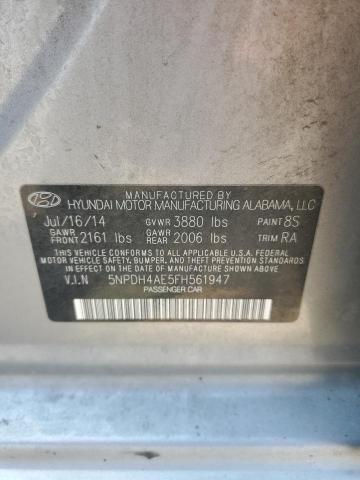 MANUFACTURED BY
HYUNDAI MOTOR MANUFACTURING ALABAMA, LLC
Jul/16/14 GVWR 3880 lbs PAINT 8S
GAWR FRONT 2161 lbs GAWR REAR 2006 lbs TRIM RA
THIS VEHICLE CONFORMS TO ALL APPLICABLE U.S.A. FEDERAL
MOTOR VEHICLE SAFETY, BUMPER, AND THEFT PREVENTION STANDARDS
IN EFFECT ON THE DATE OF MANUFACTURE SHOWN ABOVE.
V.I.N 5NPDH4AE5FH561947
PASSENGER CAR